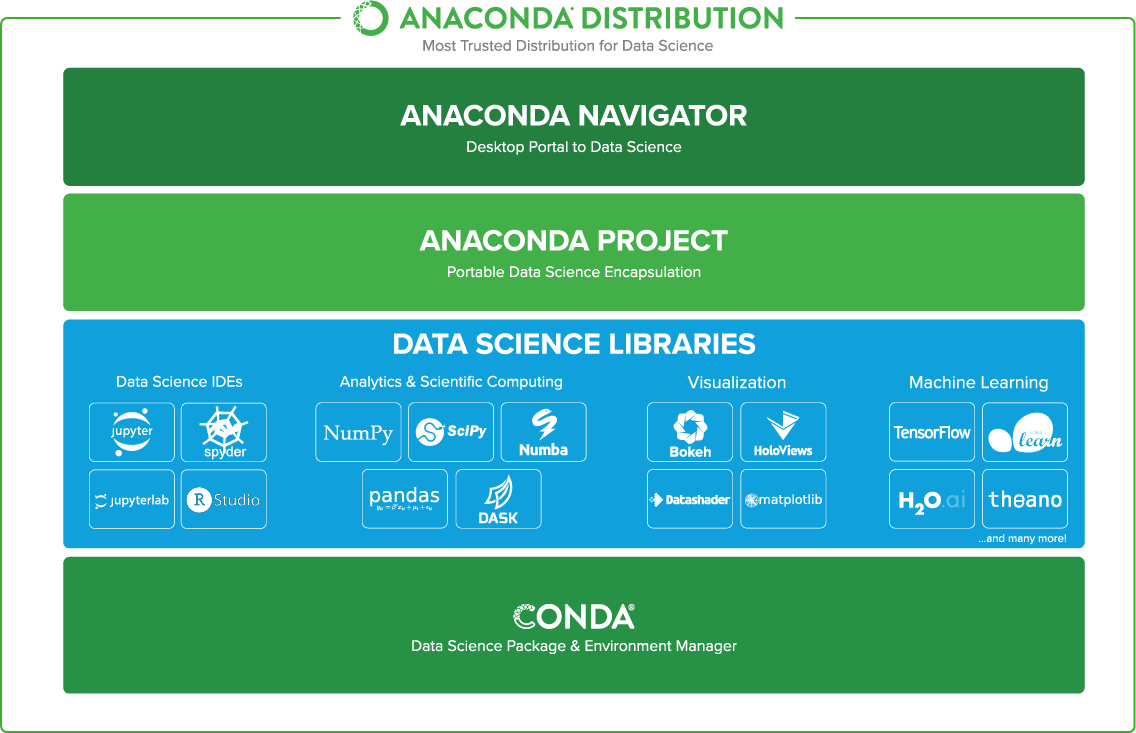 ANACONDA® DISTRIBUTION
Most Trusted Distribution for Data Science
ANACONDA NAVIGATOR
Desktop Portal to Data Science
ANACONDA PROJECT
Portable Data Science Encapsulation
DATA SCIENCE LIBRARIES
Data Science IDEs
jupyter
spyder
jupyterlab
R Studio
Analytics & Scientific Computing
NumPy
SciPy
Numba
pandas
DASK
Visualization
Bokeh
HoloViews
Datashader
matplotlib
Machine Learning
TensorFlow
learn
H2O.ai
theano
...and many more!
CONDA®
Data Science Package & Environment Manager